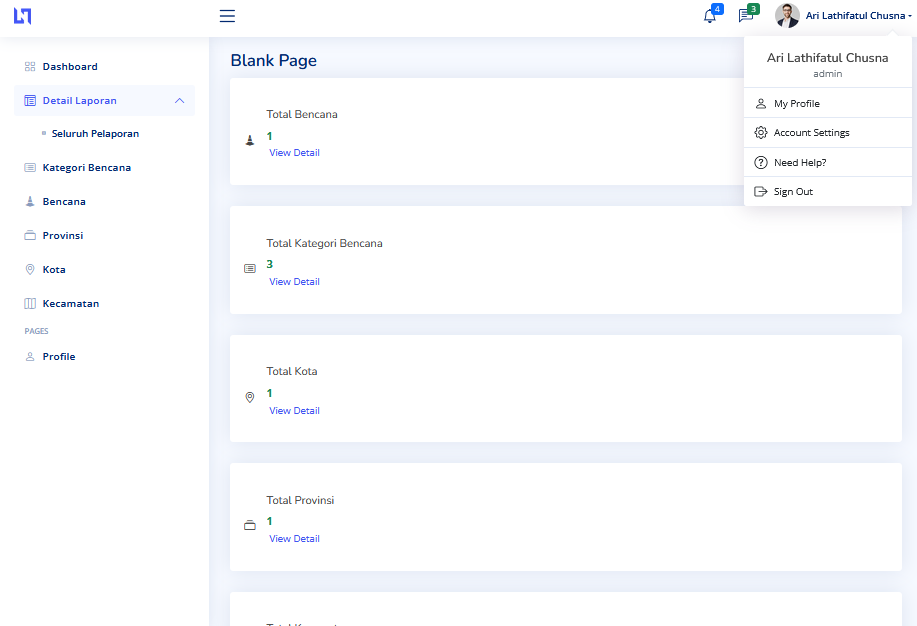 4
3
Ari Lathifatul Chusna
Dashboard
Detail Laporan
Seluruh Pelaporan
Kategori Bencana
Bencana
Provinsi
Kota
Kecamatan
PAGES
Profile
Blank Page
Total Bencana
1
View Detail
Total Kategori Bencana
3
View Detail
Total Kota
1
View Detail
Total Provinsi
1
View Detail
Ari Lathifatul Chusna
admin
My Profile
Account Settings
Need Help?
Sign Out